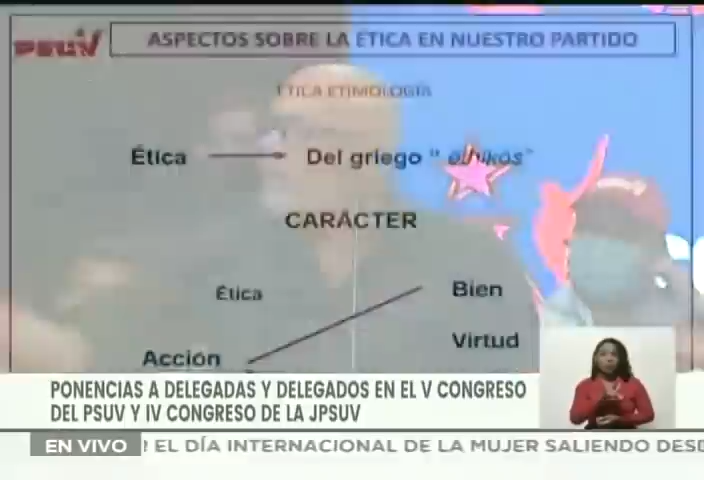 PSUV
ASPECTOS SOBRE LA ÉTICA EN NUESTRO PARTIDO
ÉTICA ETIMOLOGÍA
Ética
Del griego " ethikos"
CARÁCTER
Ética
Bien
Virtud
Acción
PONENCIAS A DELEGADAS Y DELEGADOS EN EL V CONGRESO
DEL PSUV Y IV CONGRESO DE LA JPSUV
EN VIVO
EL DÍA INTERNACIONAL DE LA MUJER SALIENDO DESD